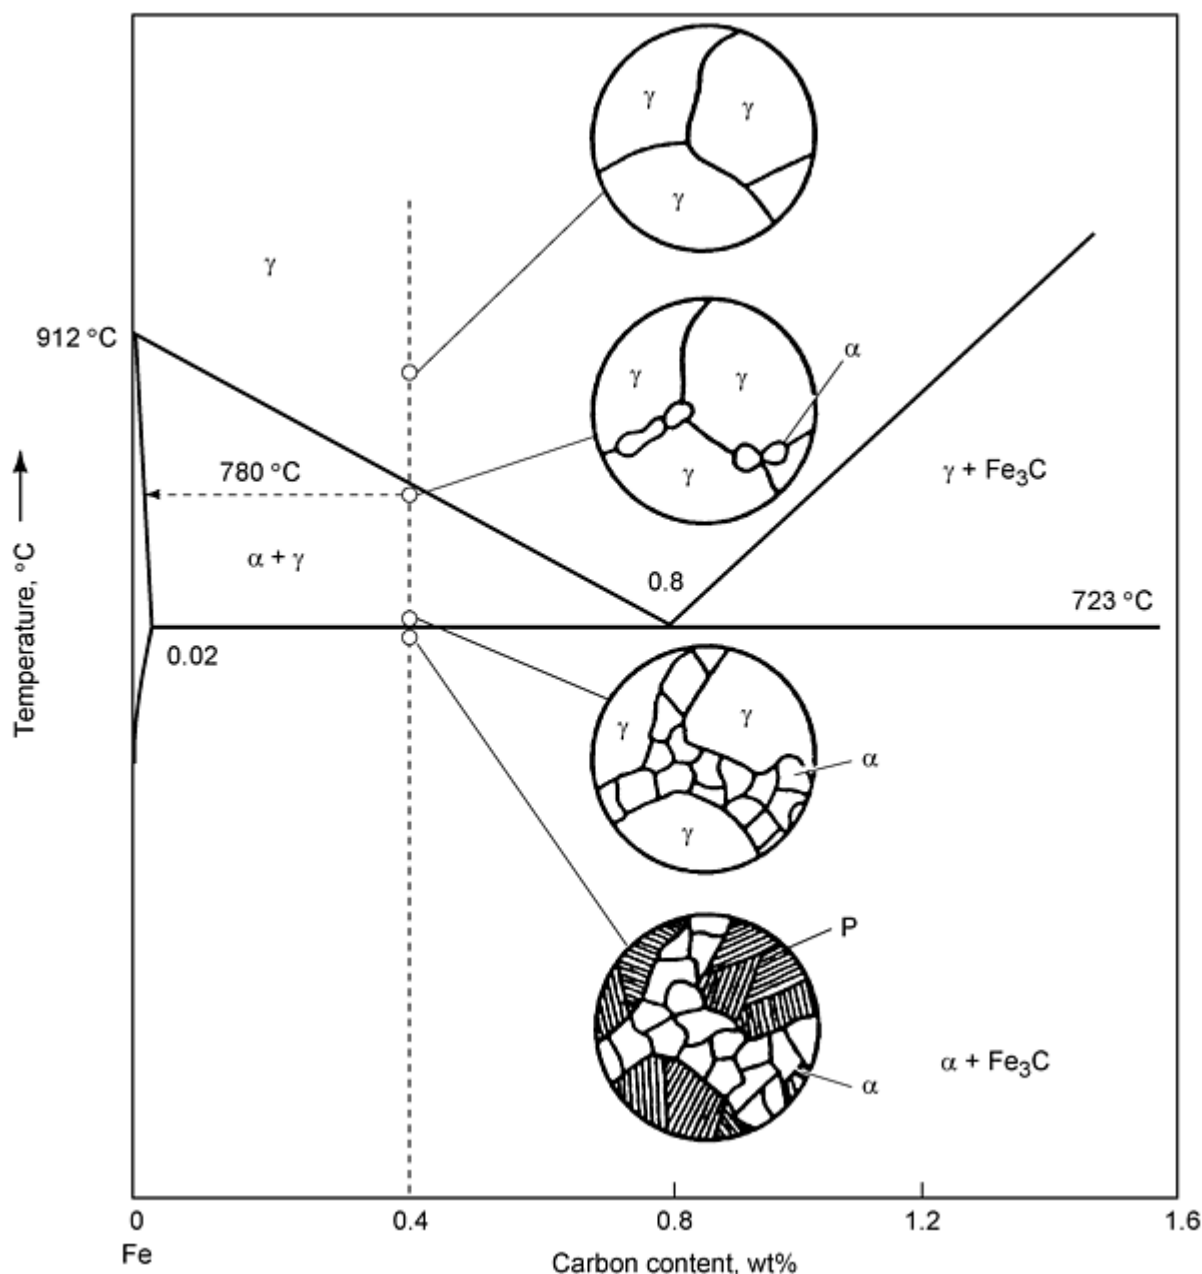 γ
γ
γ
γ
912 °C
γ
γ
α
780 °C
γ
γ + Fe₃C
α + γ
0.8
723 °C
Temperature, °C
0.02
γ
γ
α
γ
P
α + Fe₃C
α
0
0.4
0.8
1.2
1.6
Fe
Carbon content, wt%